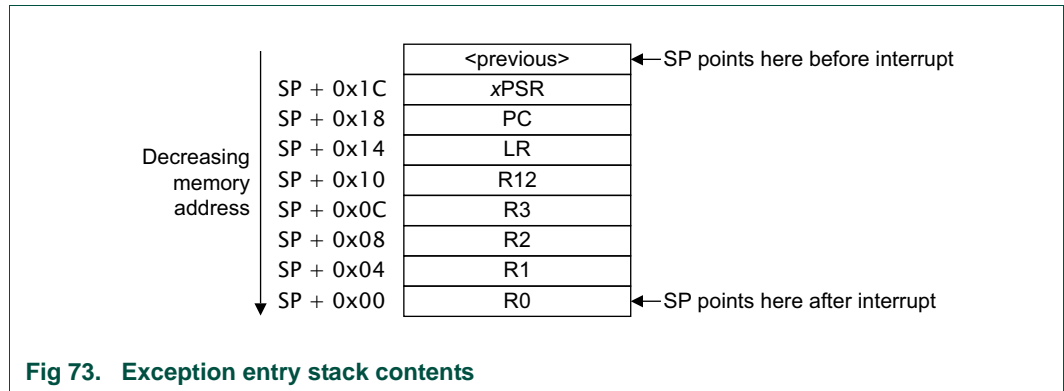 <previous>
SP points here before interrupt
SP + 0x1C
xPSR
SP + 0x18
PC
SP + 0x14
LR
SP + 0x10
R12
SP + 0x0C
R3
SP + 0x08
R2
SP + 0x04
R1
SP + 0x00
R0
SP points here after interrupt
Decreasing
memory
address
Fig 73. Exception entry stack contents